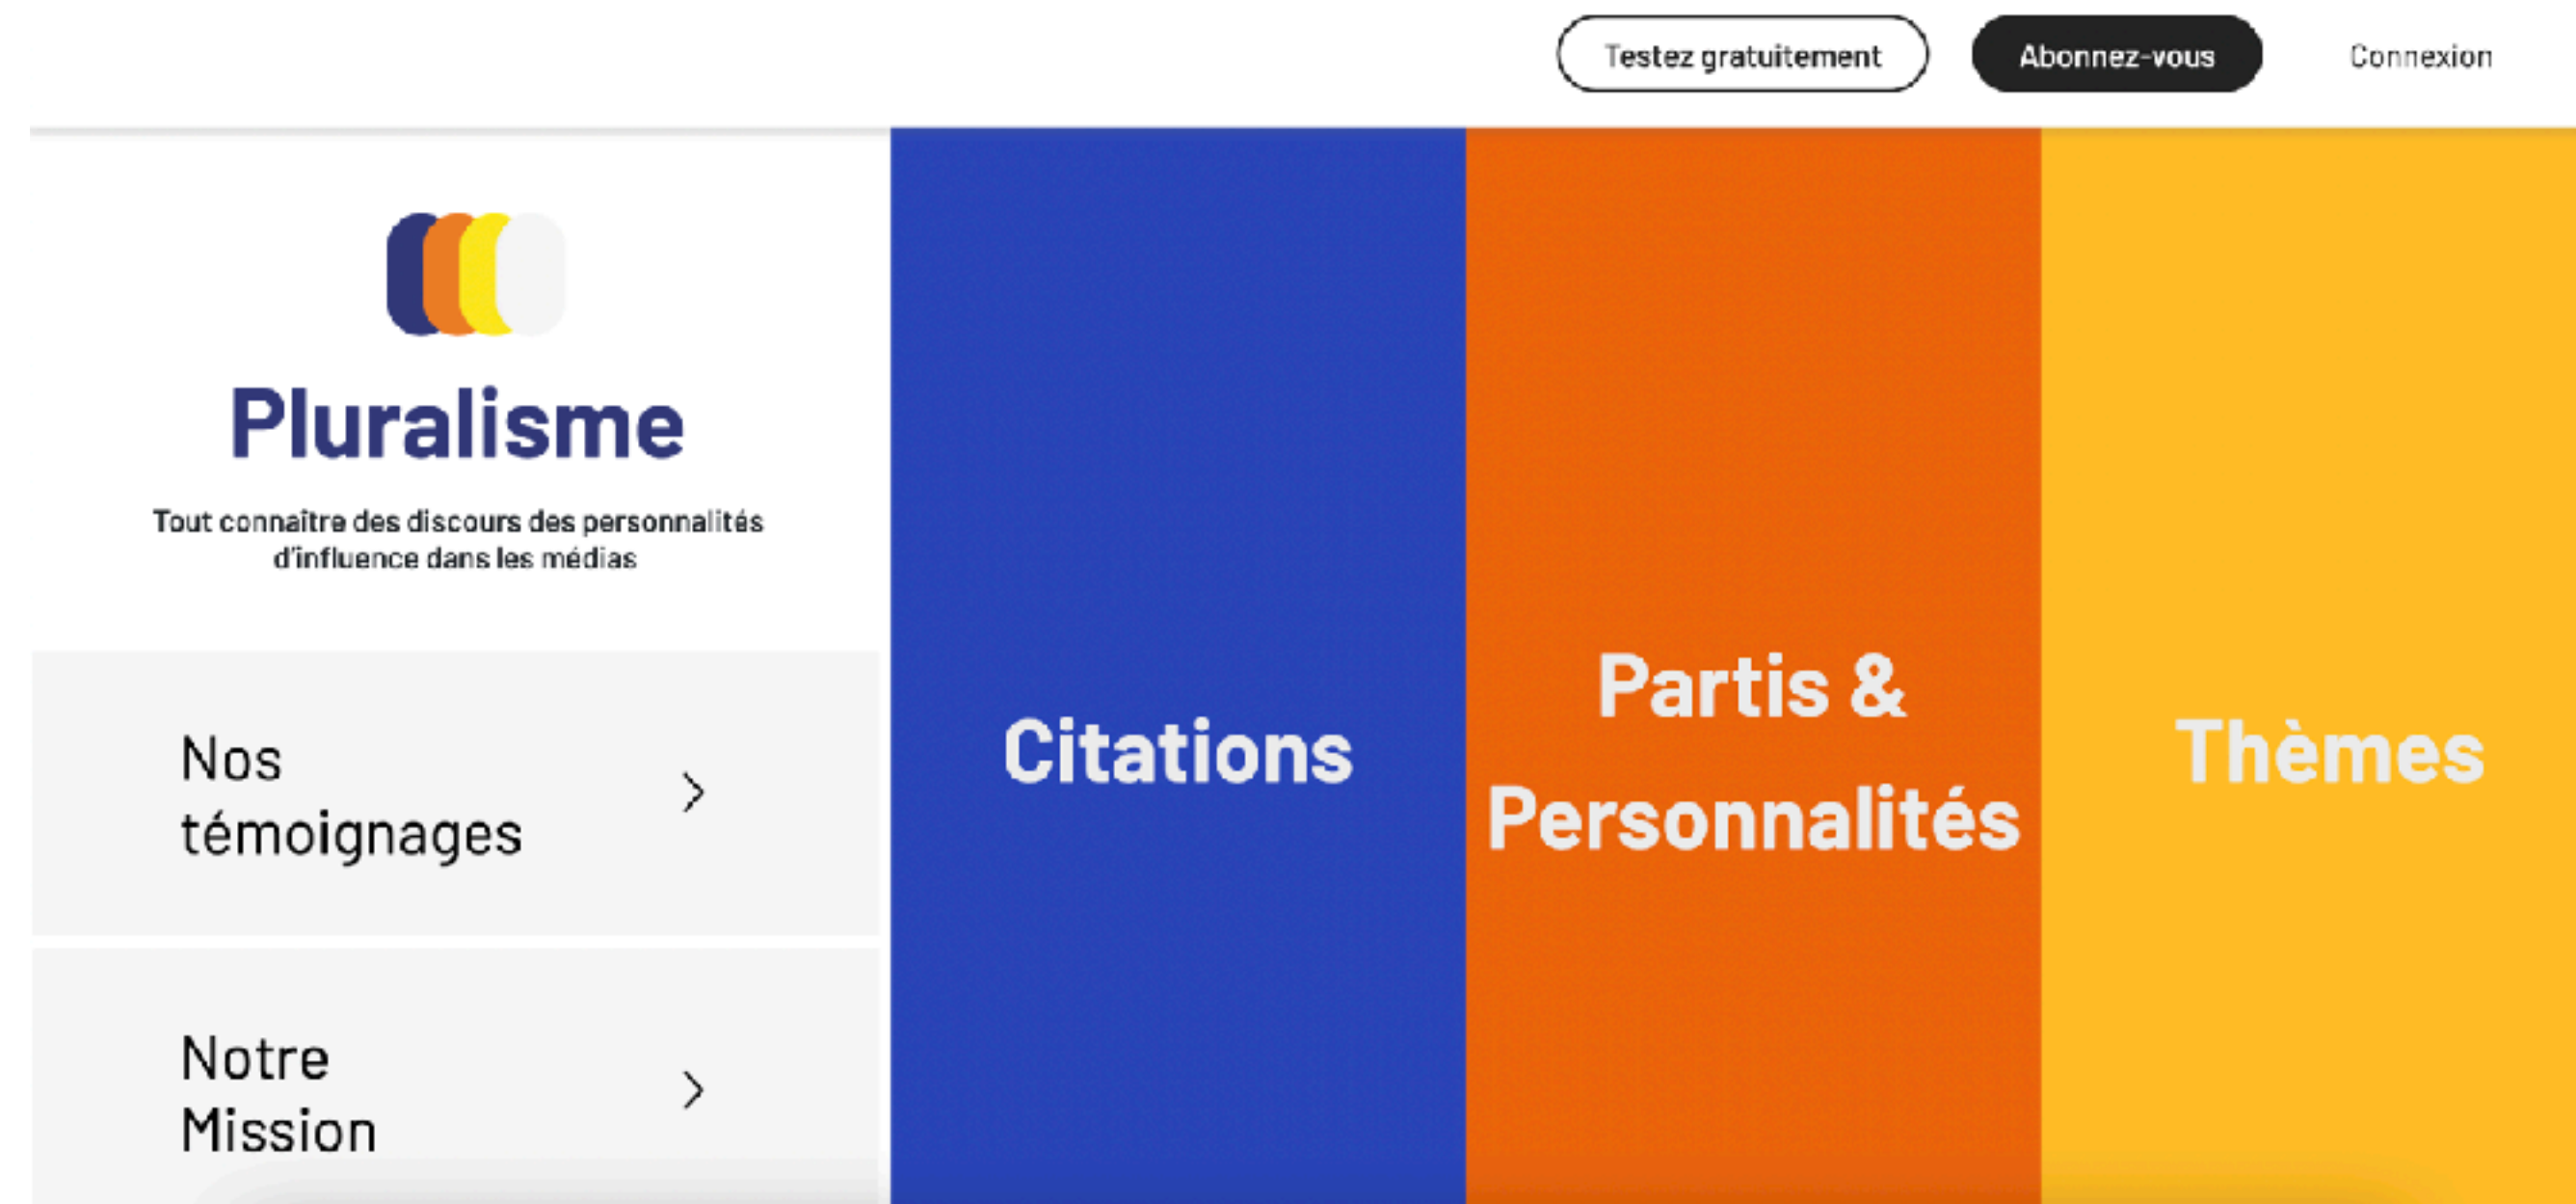 Testez gratuitement
Abonnez-vous
Connexion
Pluralisme
Tout connaître des discours des personnalités
d'influence dans les médias
Nos
témoignages
Notre
Mission
Citations
Partis &
Personnalités
Thèmes